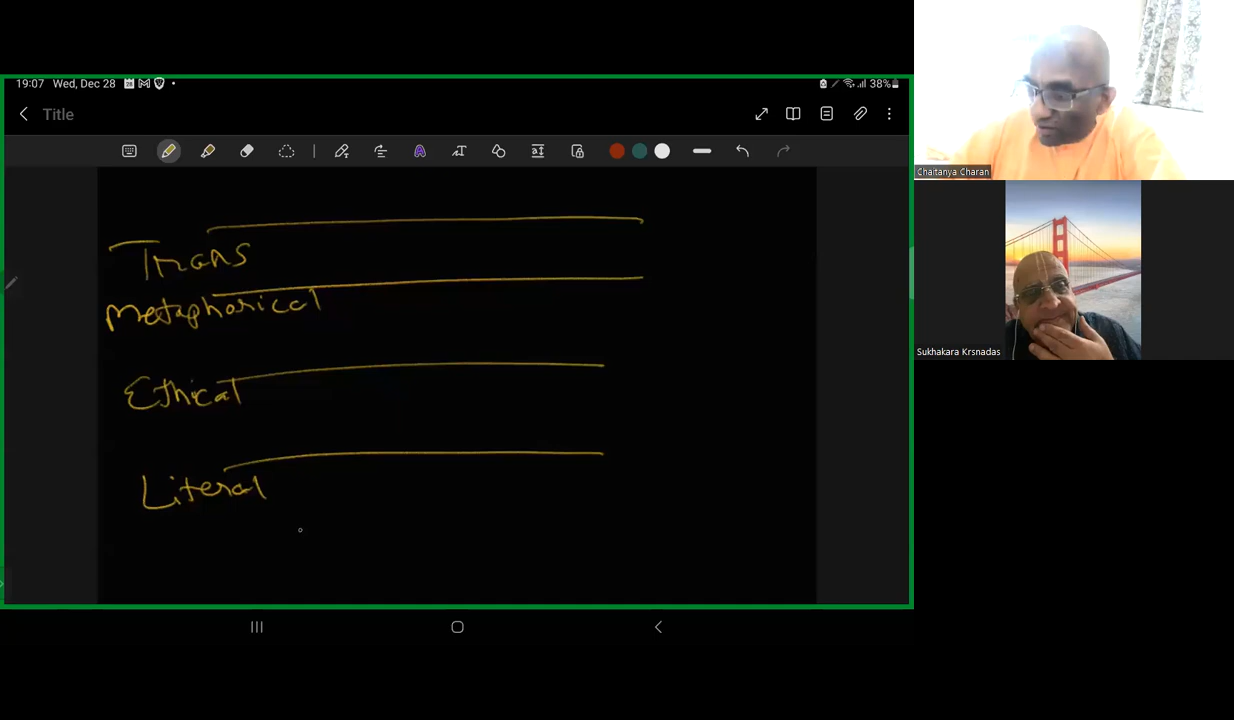 19:07 Wed, Dec 28
38%
Title
Trans
Metaphorical
Ethical
Literal
Chaitanya Charan
Sukhakara Krsnadas